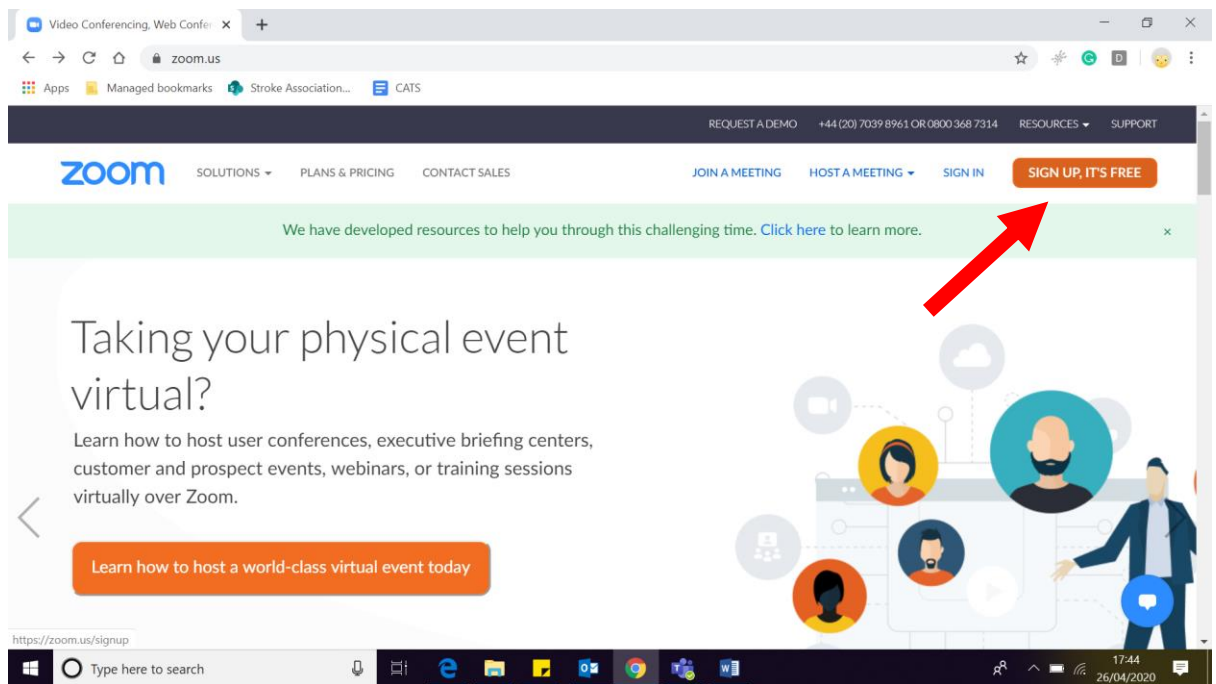 Video Conferencing, Web Confe
zoom.us
Apps Managed bookmarks Stroke Association... CATS
REQUEST A DEMO +44 (20) 7039 8961 OR 0800 368 7314 RESOURCES SUPPORT
zoom SOLUTIONS PLANS & PRICING CONTACT SALES JOIN A MEETING HOST A MEETING SIGN IN SIGN UP, IT'S FREE
We have developed resources to help you through this challenging time. Click here to learn more.
Taking your physical event
virtual?
Learn how to host user conferences, executive briefing centers,
customer and prospect events, webinars, or training sessions
virtually over Zoom.
Learn how to host a world-class virtual event today
https://zoom.us/signup
Type here to search
17:44
26/04/2020